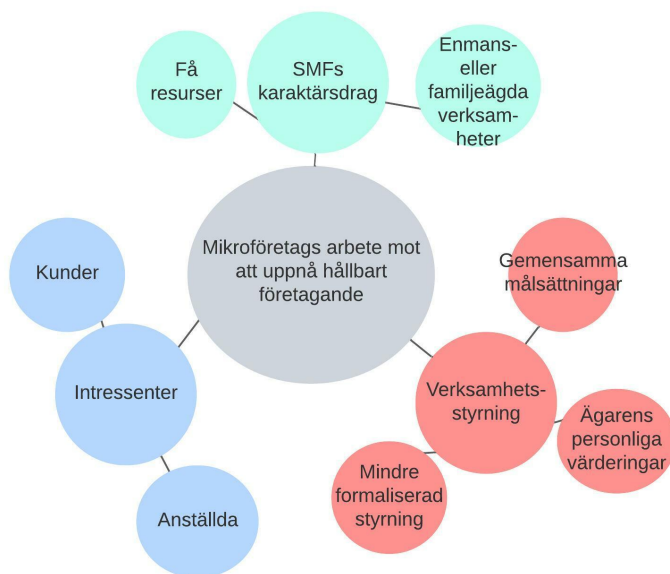 Få
resurser
SMFs
karaktärsdrag
Enmans-
eller
familjeägda
verksam-
heter
Mikroföretags arbete mot
att uppnå hållbart
företagande
Kunder
Intressenter
Anställda
Gemensamma
målsättningar
Verksamhets-
styrning
Ägarens
personliga
värderingar
Mindre
formaliserad
styrning